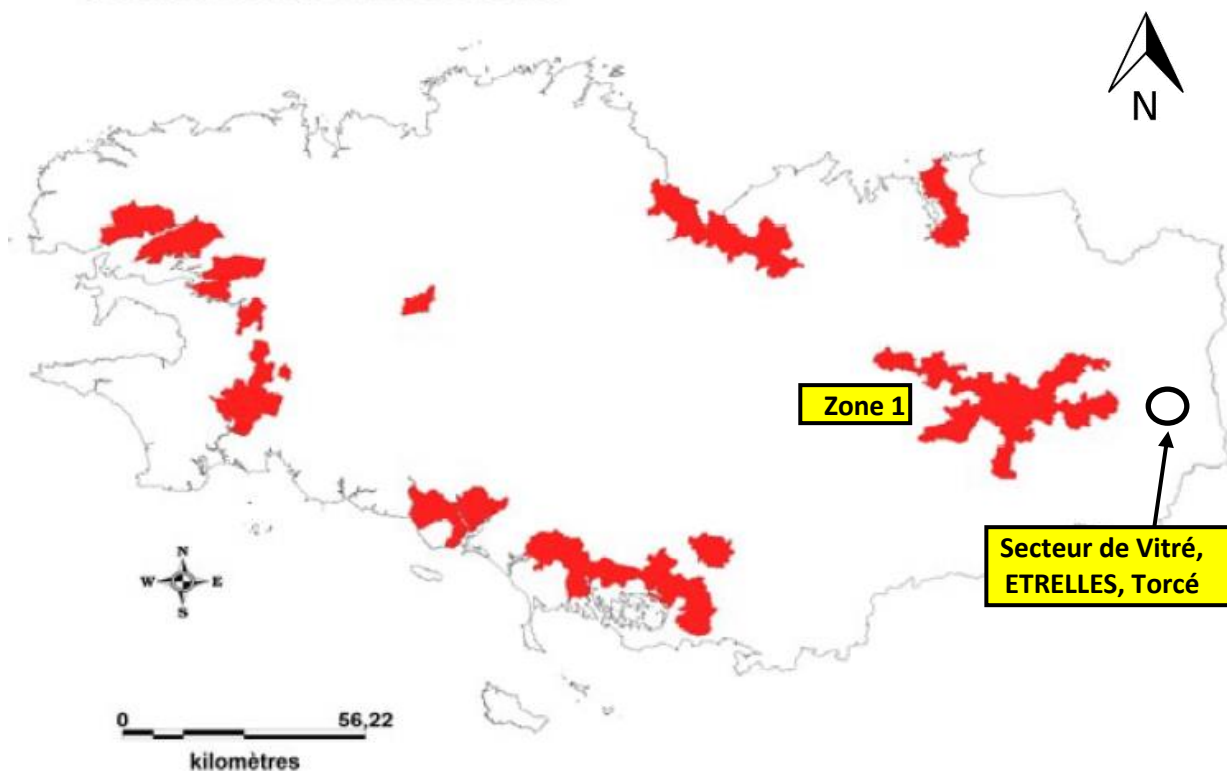 N
Zone 1
Secteur de Vitré,
ETRELLES, Torcé
N
W E
S
0 56,22
kilomètres